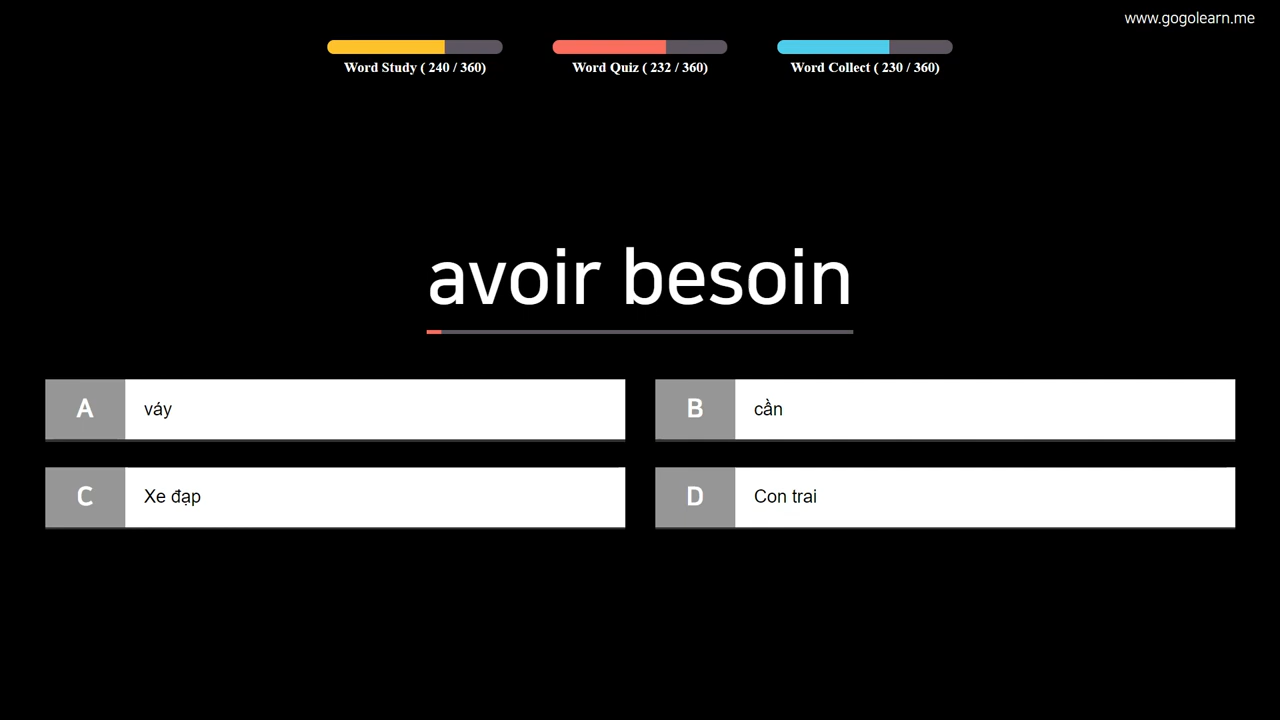 www.gogolearn.me
Word Study ( 240 / 360)
Word Quiz ( 232 / 360)
Word Collect ( 230 / 360)
avoir besoin
A váy
B cần
C Xe đạp
D Con trai